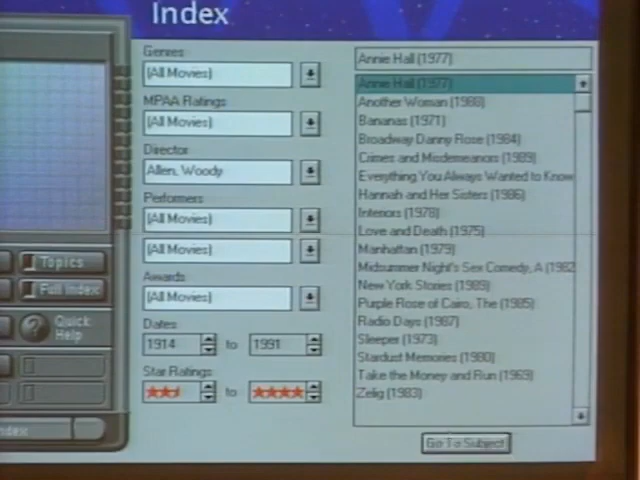 Index
Genres
(All Movies)
MPAA Ratings
(All Movies)
Director
Allen, Woody
Performers
(All Movies)
(All Movies)
Awards
(All Movies)
Dates
1914 to 1991
Star Ratings
to
Annie Hall (1977)
Annie Hall (1977)
Another Woman (1988)
Bananas (1971)
Broadway Danny Rose (1984)
Crimes and Misdemeanors (1989)
Everything You Always Wanted to Know
Hannah and Her Sisters (1986)
Interiors (1978)
Love and Death (1975)
Manhattan (1979)
Midsummer Night's Sex Comedy, A (1982
New York Stories (1989)
Purple Rose of Cairo, The (1985)
Radio Days (1987)
Sleeper (1973)
Stardust Memories (1980)
Take the Money and Run (1969)
Zelig (1983)
Go To Subject
Topics
Full Index
? Quick
Help
ndex